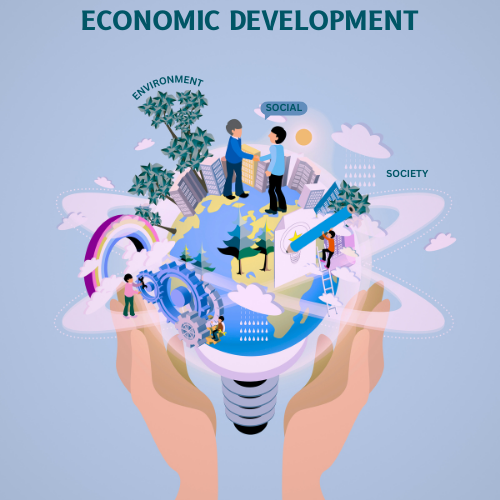 ECONOMIC DEVELOPMENT
ENVIRONMENT
SOCIAL
SOCIETY